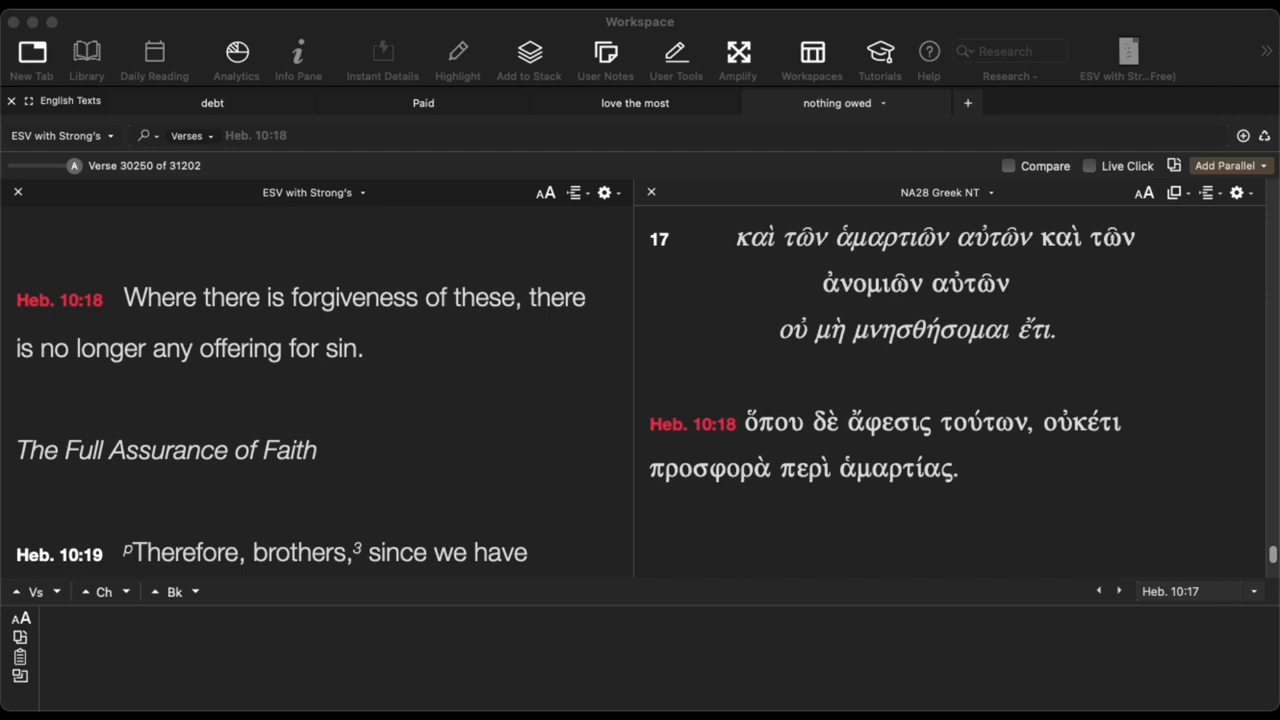 Workspace
New Tab Library Daily Reading Analytics Info Pane Instant Details Highlight Add to Stack User Notes User Tools Amplify Workspaces Tutorials Help Research Research ESV with Str...Free)
English Texts debt Paid love the most nothing owed
ESV with Strong's Verses Heb. 10:18
A Verse 30250 of 31202 Compare Live Click Add Parallel
ESV with Strong's AA
Heb. 10:18 Where there is forgiveness of these, there
is no longer any offering for sin.
The Full Assurance of Faith
Heb. 10:19 pTherefore, brothers,3 since we have
NA28 Greek NT AA
17 καὶ τῶν ἁμαρτιῶν αὐτῶν καὶ τῶν
ἀνομιῶν αὐτῶν
οὐ μὴ μνησθήσομαι ἔτι.
Heb. 10:18 ὅπου δὲ ἄφεσις τούτων, οὐκέτι
προσφορὰ περὶ ἁμαρτίας.
Vs Ch Bk Heb. 10:17
AA